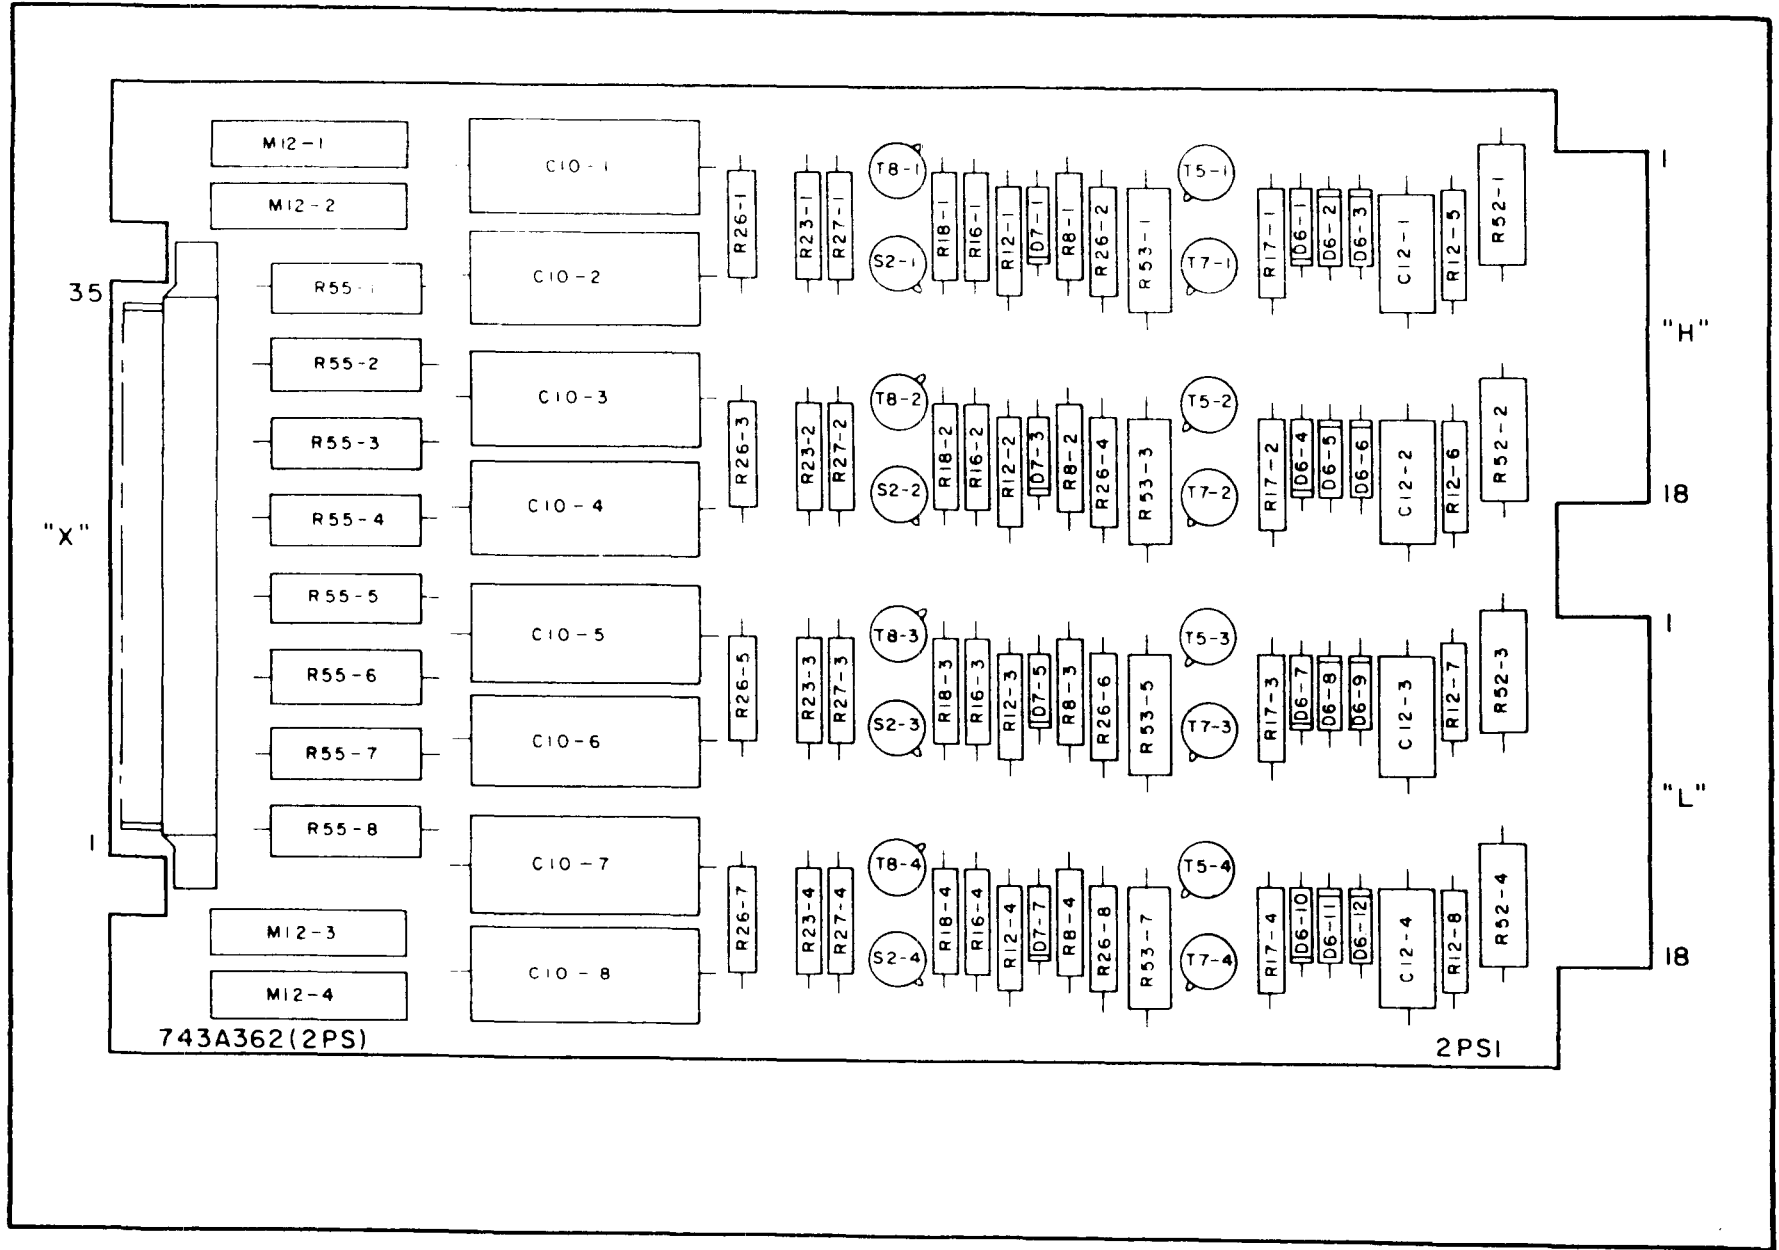 M12-1
M12-2
35
"X"
1
R55-1
R55-2
R55-3
R55-4
R55-5
R55-6
R55-7
R55-8
M12-3
M12-4
743A362(2PS)
C10-1
C10-2
C10-3
C10-4
C10-5
C10-6
C10-7
C10-8
R26-1
R23-1
R27-1
T8-1
S2-1
R18-1
R16-1
R12-1
D7-1
R8-1
R26-2
R53-1
T5-1
T7-1
R17-1
D6-1
D6-2
D6-3
C12-1
R12-5
R52-1
R26-3
R23-2
R27-2
T8-2
S2-2
R18-2
R16-2
R12-2
D7-3
R8-2
R26-4
R53-3
T5-2
T7-2
R17-2
D6-4
D6-5
D6-6
C12-2
R12-6
R52-2
R26-5
R23-3
R27-3
T8-3
S2-3
R18-3
R16-3
R12-3
D7-5
R8-3
R26-6
R53-5
T5-3
T7-3
R17-3
D6-7
D6-8
D6-9
C12-3
R12-7
R52-3
R26-7
R23-4
R27-4
T8-4
S2-4
R18-4
R16-4
R12-4
D7-7
R8-4
R26-8
R53-7
T5-4
T7-4
R17-4
D6-10
D6-11
D6-12
C12-4
R12-8
R52-4
1
"H"
18
1
"L"
18
2PS1